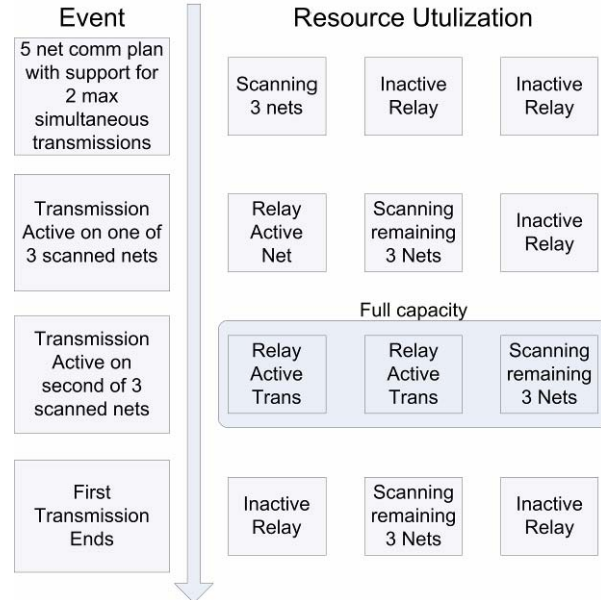 Event
Resource Utulization
5 net comm plan
with support for
2 max
simultaneous
transmissions
Scanning
3 nets
Inactive
Relay
Inactive
Relay
Transmission
Active on one of
3 scanned nets
Relay
Active
Net
Scanning
remaining
3 Nets
Inactive
Relay
Full capacity
Transmission
Active on
second of 3
scanned nets
Relay
Active
Trans
Relay
Active
Trans
Scanning
remaining
3 Nets
First
Transmission
Ends
Inactive
Relay
Scanning
remaining
3 Nets
Inactive
Relay